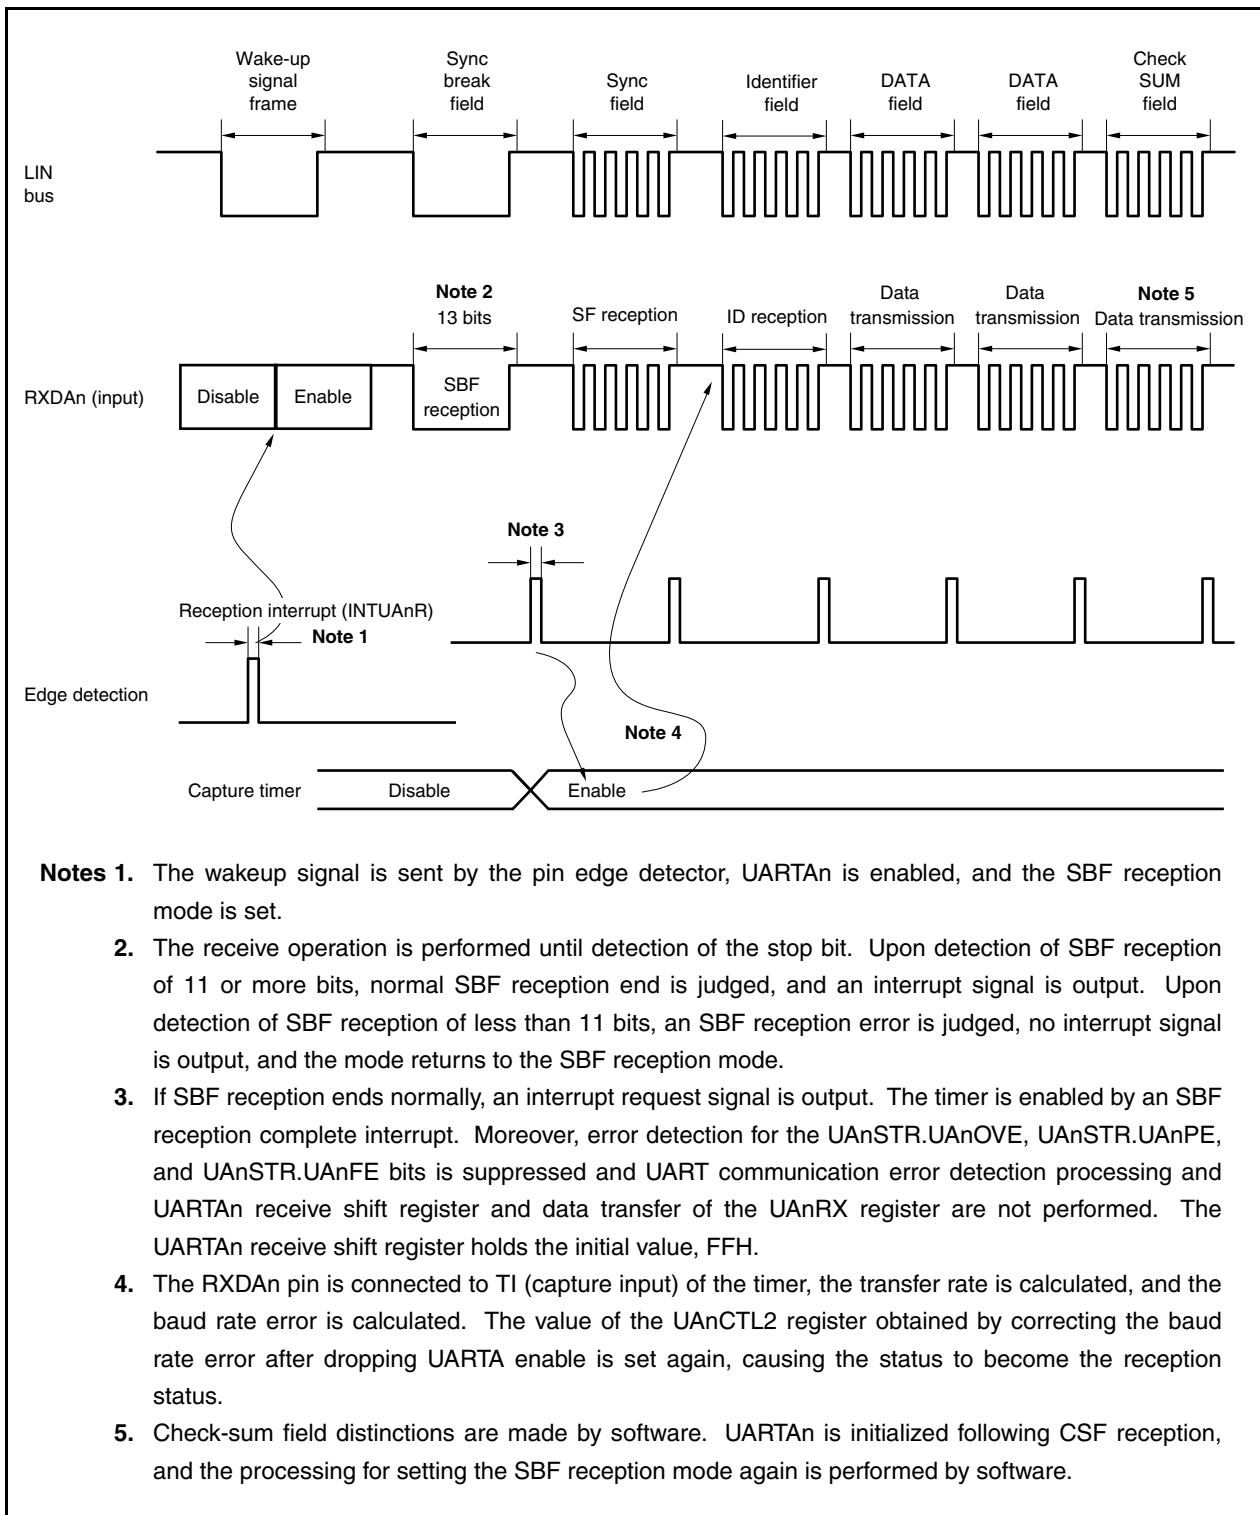 Wake-up
signal
frame
Sync
break
field
Sync
field
Identifier
field
DATA
field
DATA
field
Check
SUM
field
LIN
bus
Note 2
13 bits
SF reception
ID reception
Data
transmission
Data
transmission
Note 5
Data transmission
RXDAn (input)
Disable
Enable
SBF
reception
Note 3
Reception interrupt (INTUAnR)
Note 1
Edge detection
Note 4
Capture timer
Disable
Enable
Notes 1. The wakeup signal is sent by the pin edge detector, UARTAn is enabled, and the SBF reception
mode is set.
2. The receive operation is performed until detection of the stop bit. Upon detection of SBF reception
of 11 or more bits, normal SBF reception end is judged, and an interrupt signal is output. Upon
detection of SBF reception of less than 11 bits, an SBF reception error is judged, no interrupt signal
is output, and the mode returns to the SBF reception mode.
3. If SBF reception ends normally, an interrupt request signal is output. The timer is enabled by an SBF
reception complete interrupt. Moreover, error detection for the UAnSTR.UAnOVE, UAnSTR.UAnPE,
and UAnSTR.UAnFE bits is suppressed and UART communication error detection processing and
UARTAn receive shift register and data transfer of the UAnRX register are not performed. The
UARTAn receive shift register holds the initial value, FFH.
4. The RXDAn pin is connected to TI (capture input) of the timer, the transfer rate is calculated, and the
baud rate error is calculated. The value of the UAnCTL2 register obtained by correcting the baud
rate error after dropping UARTA enable is set again, causing the status to become the reception
status.
5. Check-sum field distinctions are made by software. UARTAn is initialized following CSF reception,
and the processing for setting the SBF reception mode again is performed by software.